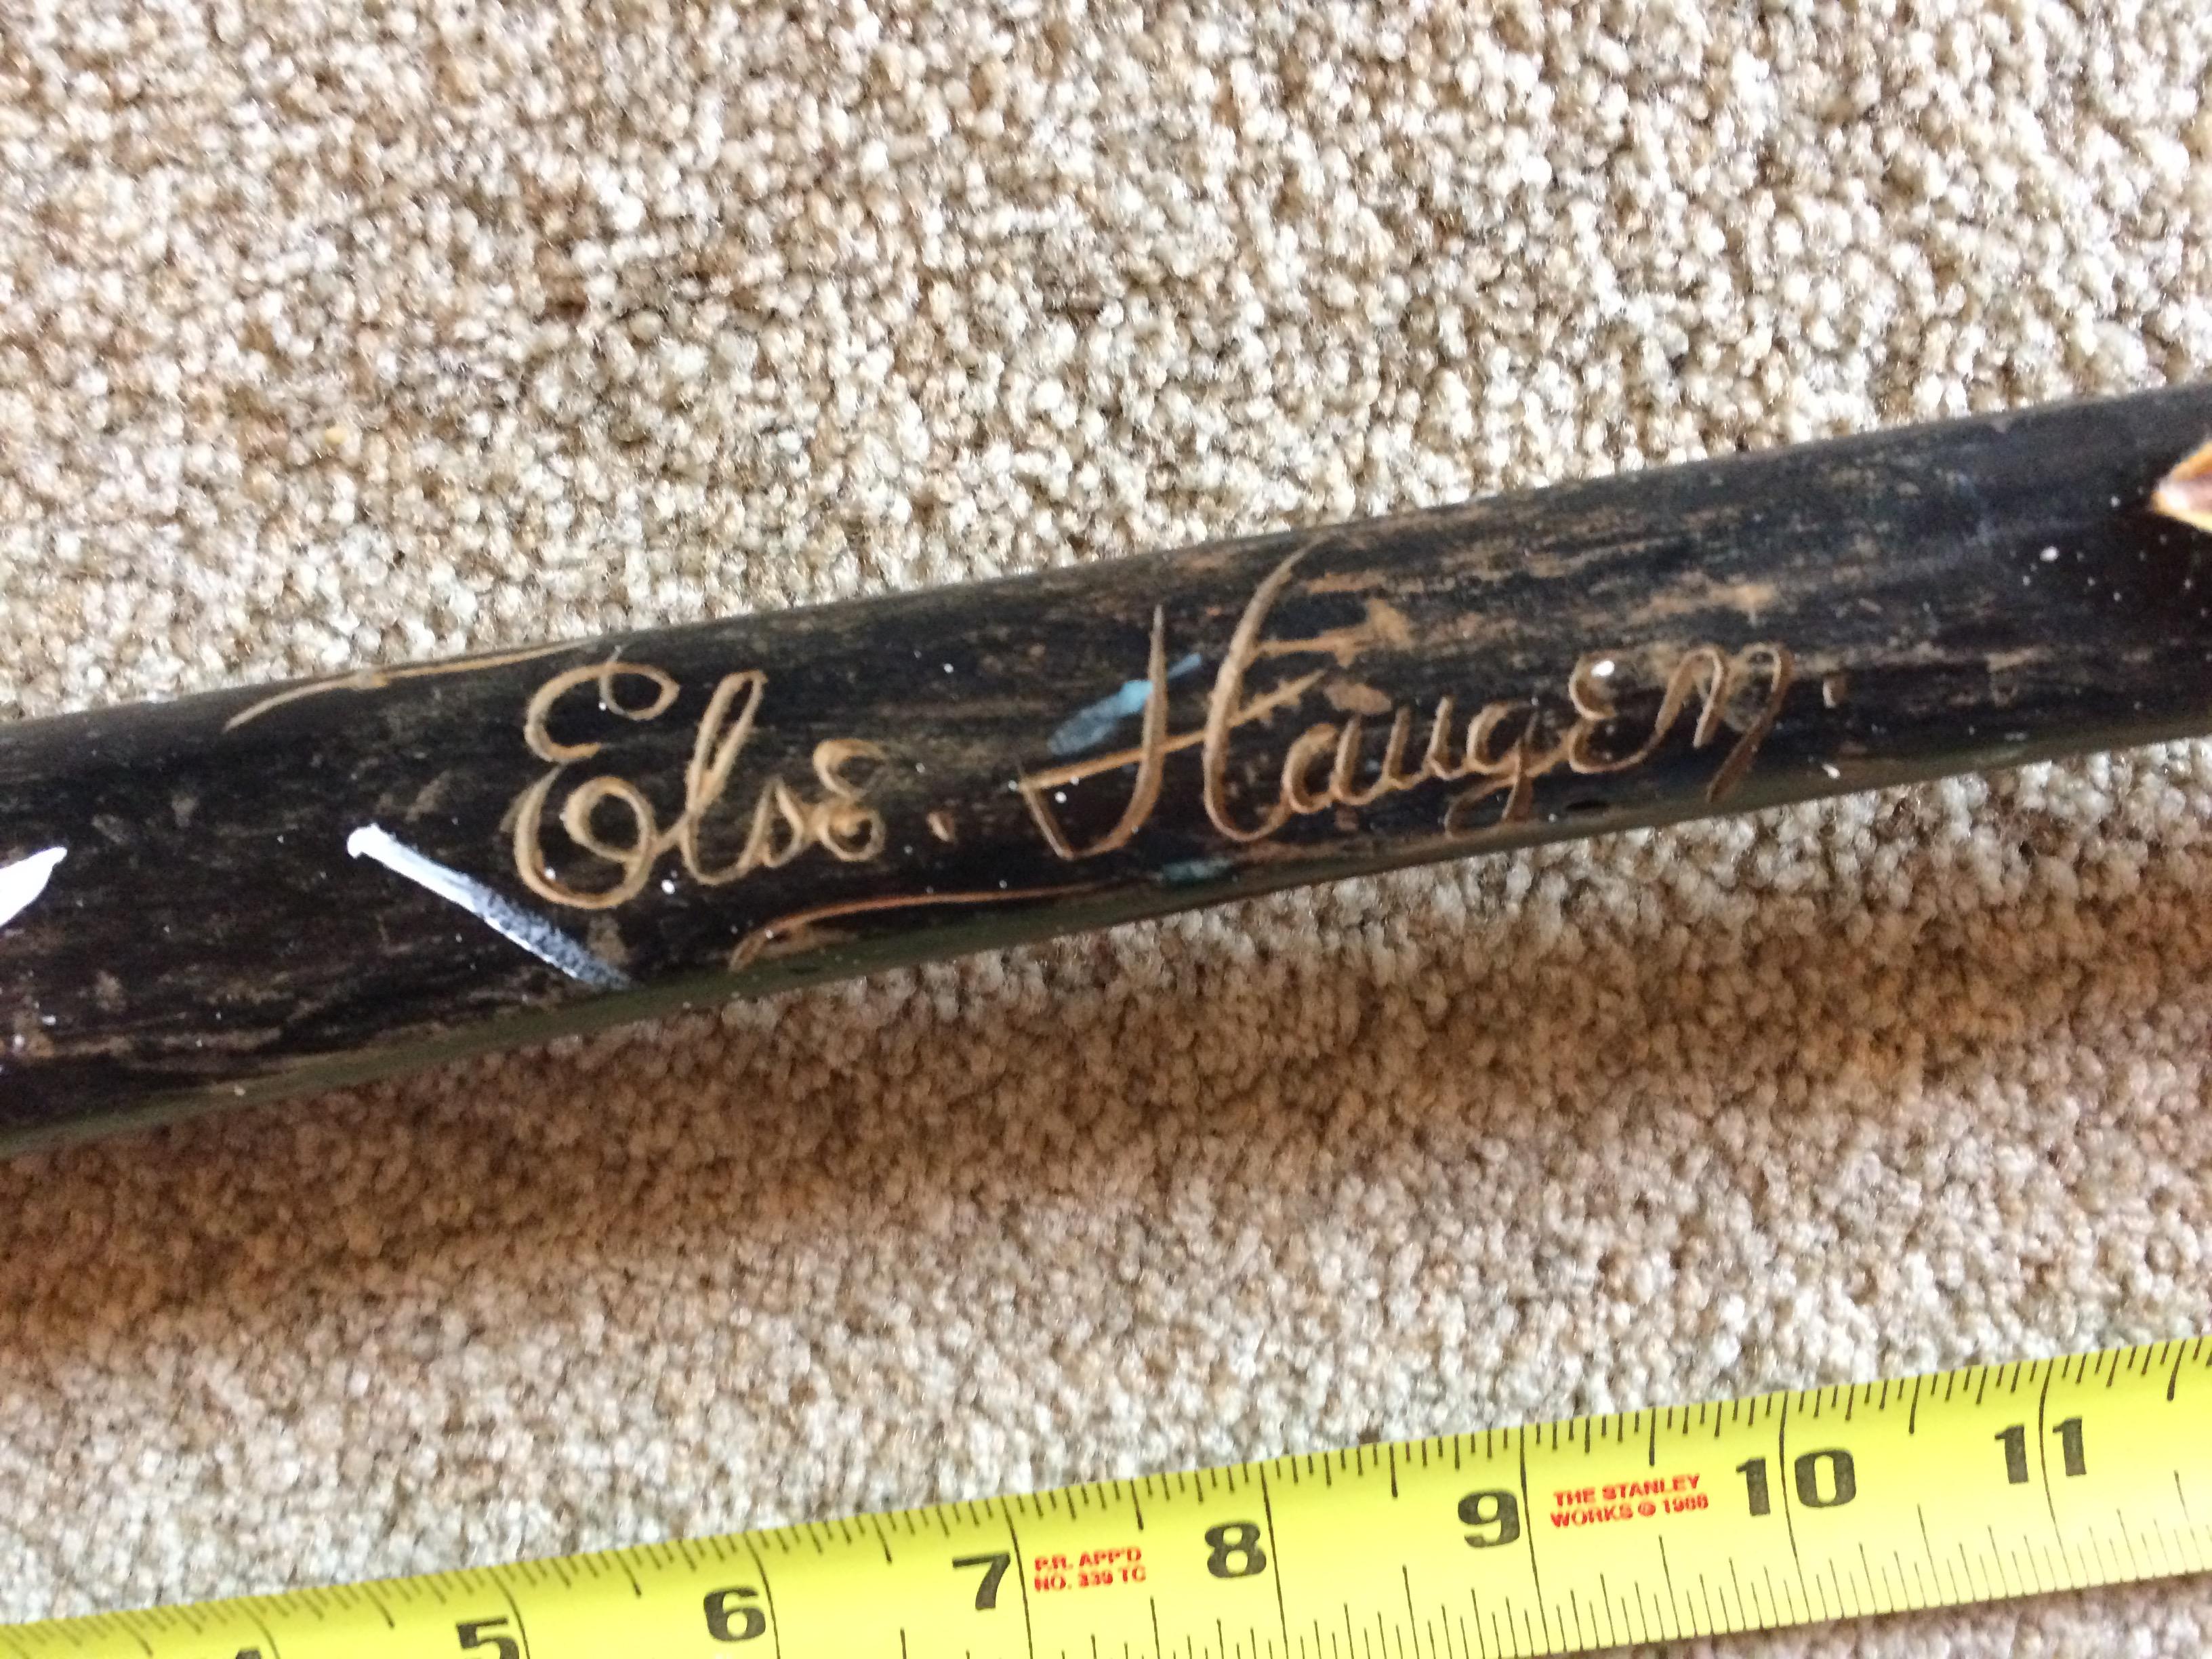 Else. Haugen.
5 6 7 P.R. APP'D 8 9 THE STANLEY 10 11
NO. 339 TC WORKS © 1988